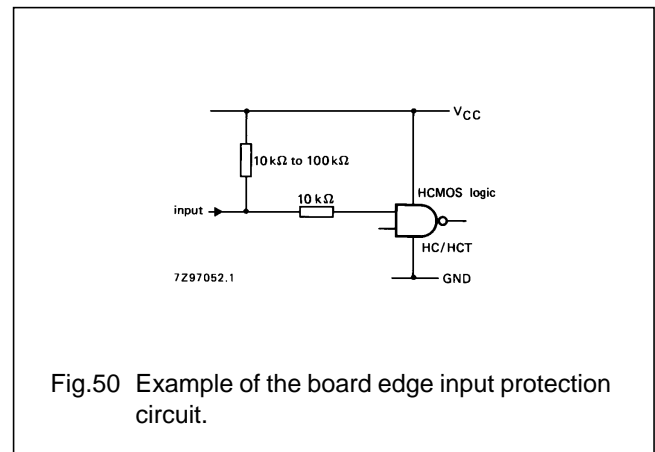 V_CC
10 kΩ to 100 kΩ
HCMOS logic
10 kΩ
input
HC/HCT
7Z97052.1
GND
Fig.50 Example of the board edge input protection
circuit.